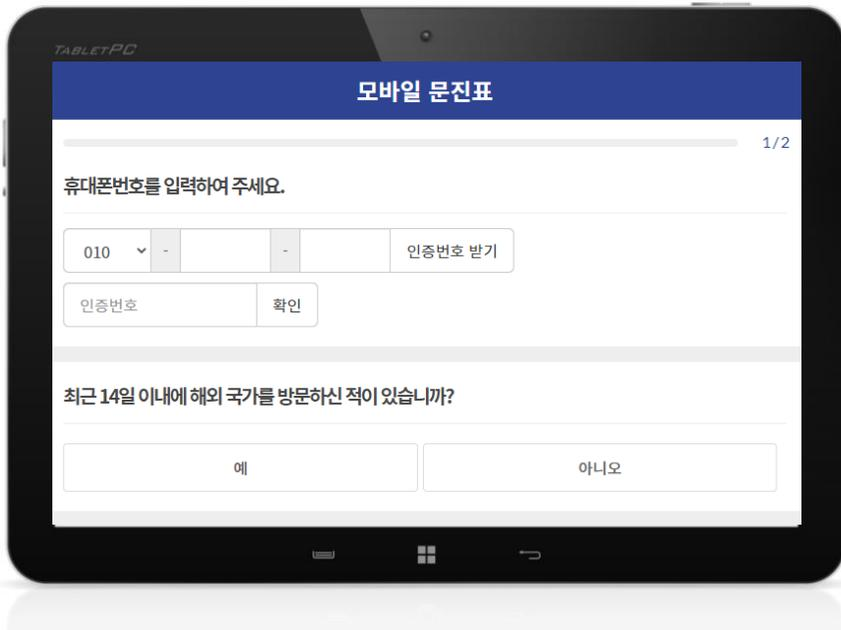 TABLETPC
모바일 문진표
1/2
휴대폰번호를 입력하여 주세요.
010 - - 인증번호 받기
인증번호 확인
최근 14일 이내에 해외 국가를 방문하신 적이 있습니까?
예 아니오